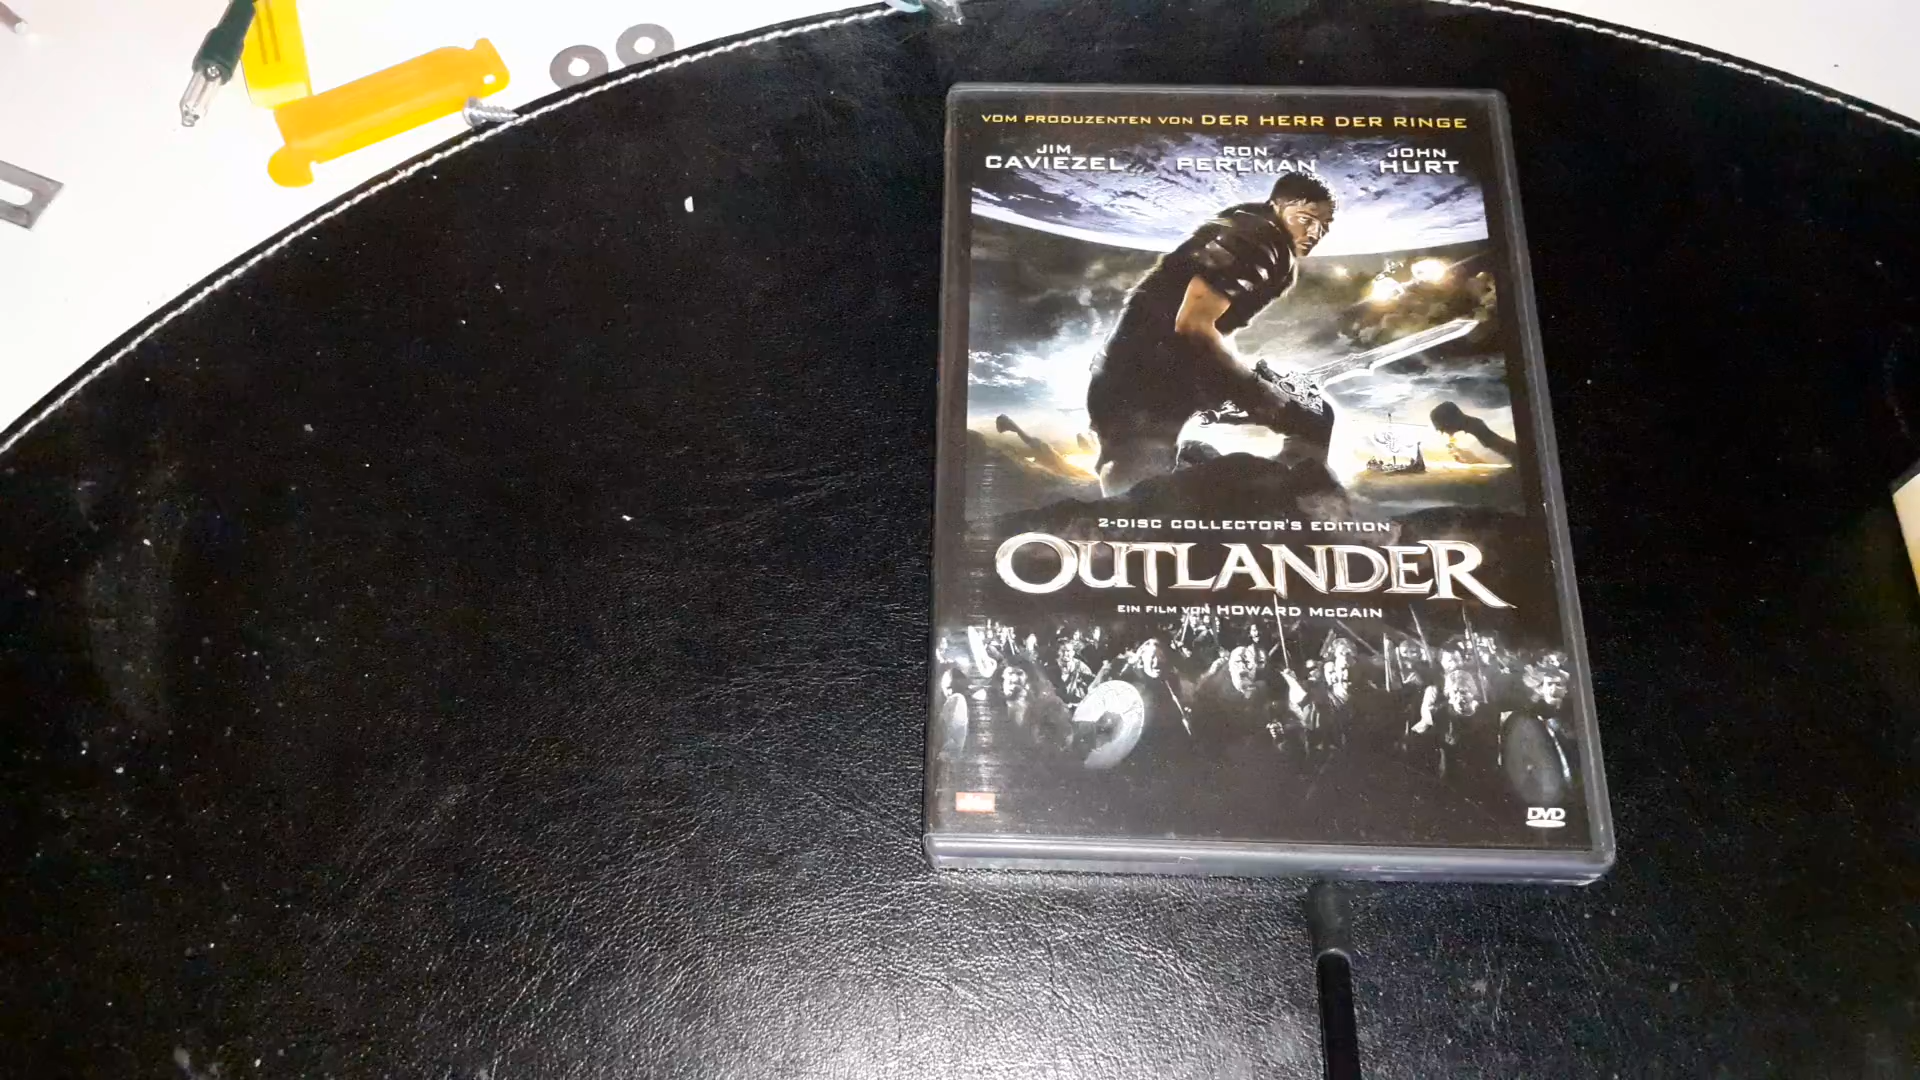 VOM PRODUZENTEN VON DER HERR DER RINGE
JIM CAVIEZEL
RON PERLMAN
JOHN HURT
2-DISC COLLECTOR'S EDITION
OUTLANDER
EIN FILM VON HOWARD McCAIN
DVD